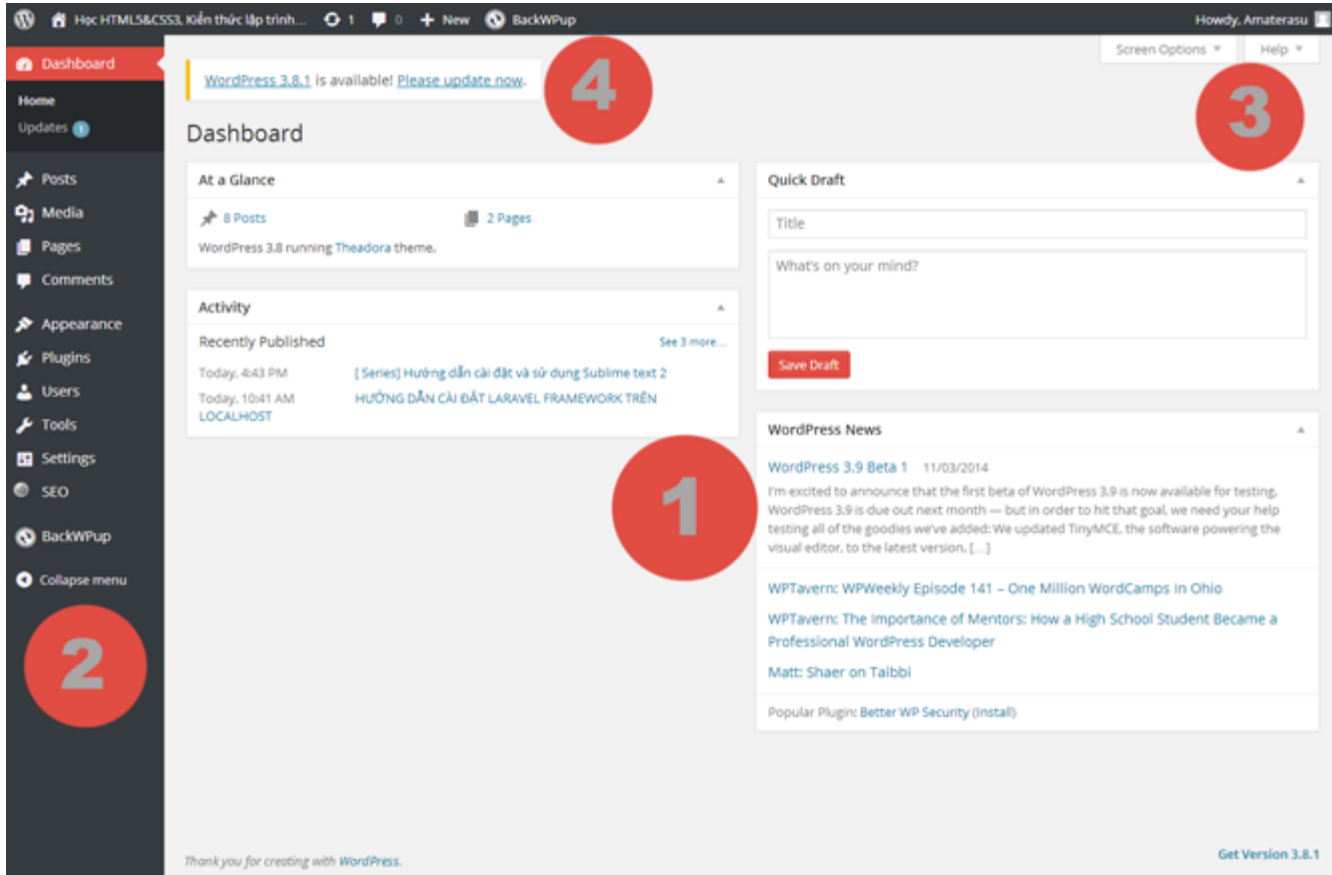 Học HTML5&CSS3, Kiến thức lập trình... 1 0 + New BackWPup Howdy, Amaterasu
Dashboard
Home
Updates 1
Posts
Media
Pages
Comments
Appearance
Plugins
Users
Tools
Settings
SEO
BackWPup
Collapse menu
2
Screen Options Help
WordPress 3.8.1 is available! Please update now.
4
3
Dashboard
At a Glance
8 Posts 2 Pages
WordPress 3.8 running Theadora theme.
Activity
Recently Published See 3 more...
Today, 4:43 PM [ Series] Hướng dẫn cài đặt và sử dụng Sublime text 2
Today, 10:41 AM HƯỚNG DẪN CÀI ĐẶT LARAVEL FRAMEWORK TRÊN
LOCALHOST
1
Quick Draft
Title
What's on your mind?
Save Draft
WordPress News
WordPress 3.9 Beta 1 11/03/2014
I'm excited to announce that the first beta of WordPress 3.9 is now available for testing.
WordPress 3.9 is due out next month — but in order to hit that goal, we need your help
testing all of the goodies we've added: We updated TinyMCE, the software powering the
visual editor, to the latest version. [...]
WPTavern: WPWeekly Episode 141 – One Million WordCamps In Ohio
WPTavern: The Importance of Mentors: How a High School Student Became a
Professional WordPress Developer
Matt: Shaer on Taibbi
Popular Plugin: Better WP Security (Install)
Thank you for creating with WordPress.
Get Version 3.8.1